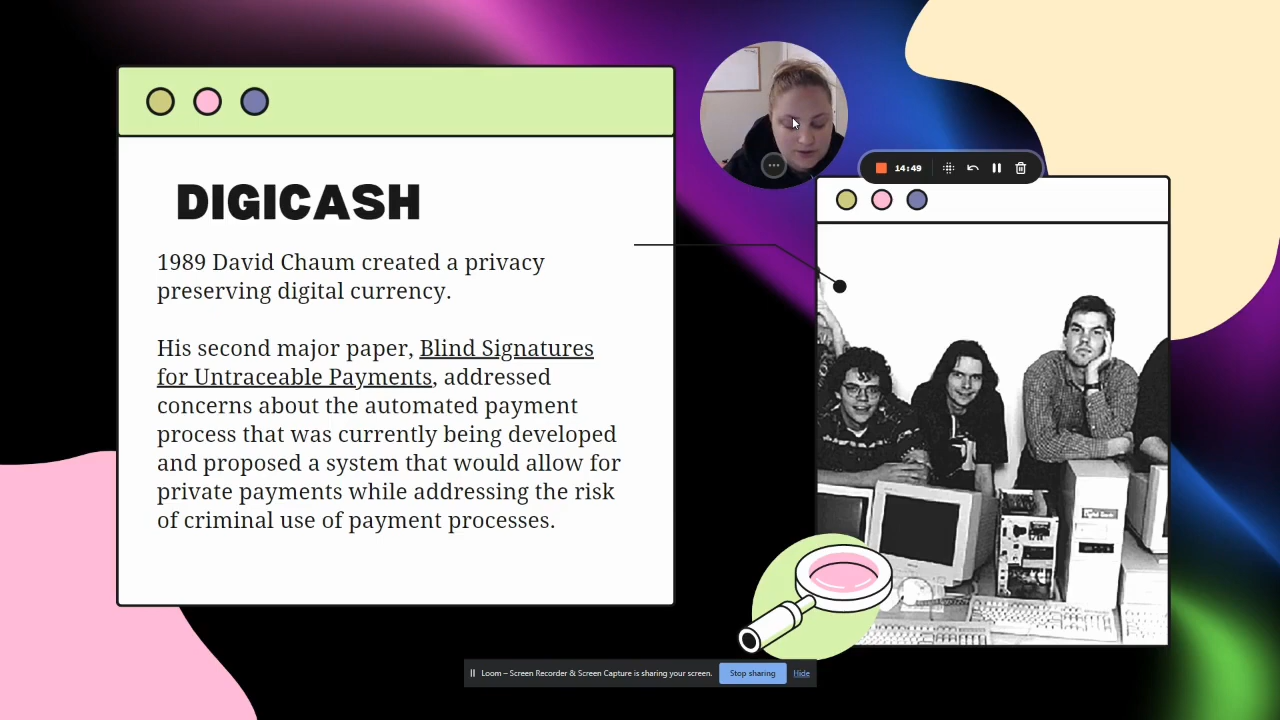 14:49
DIGICASH
1989 David Chaum created a privacy
preserving digital currency.
His second major paper, Blind Signatures
for Untraceable Payments, addressed
concerns about the automated payment
process that was currently being developed
and proposed a system that would allow for
private payments while addressing the risk
of criminal use of payment processes.
Loom – Screen Recorder & Screen Capture is sharing your screen.
Stop sharing
Hide